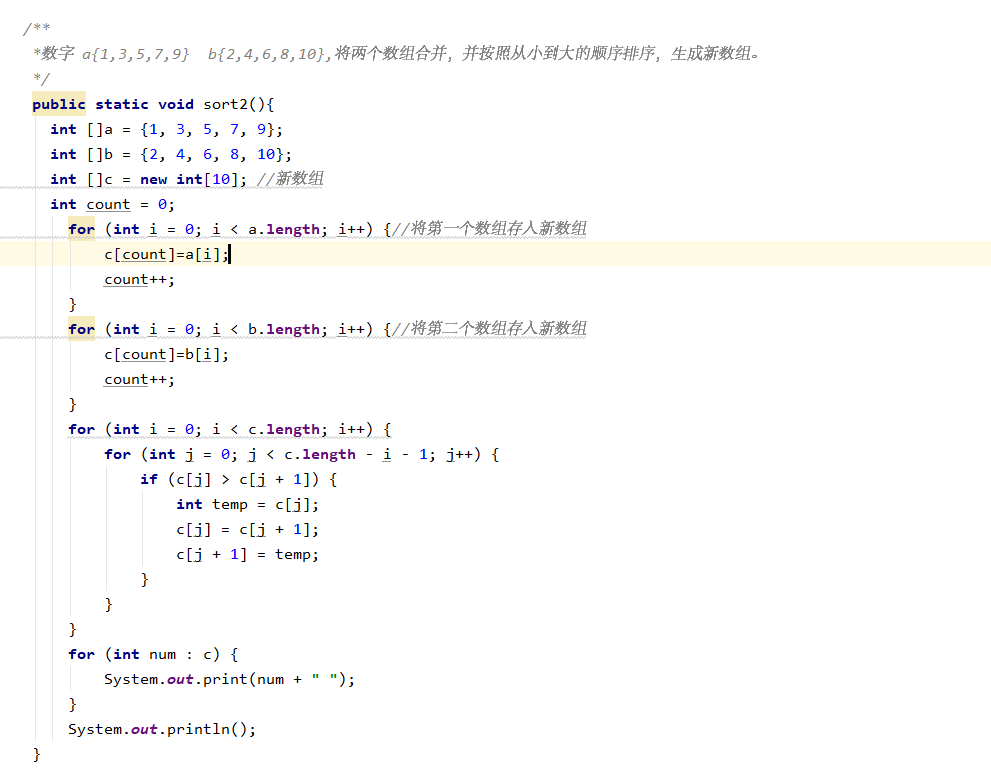 /**
*数字 a{1,3,5,7,9}  b{2,4,6,8,10},将两个数组合并，并按照从小到大的顺序排序，生成新数组。
*/
public static void sort2(){
int []a = {1, 3, 5, 7, 9};
int []b = {2, 4, 6, 8, 10};
int []c = new int[10]; //新数组
int count = 0;
for (int i = 0; i < a.length; i++) {//将第一个数组存入新数组
c[count]=a[i];
count++;
}
for (int i = 0; i < b.length; i++) {//将第二个数组存入新数组
c[count]=b[i];
count++;
}
for (int i = 0; i < c.length; i++) {
for (int j = 0; j < c.length - i - 1; j++) {
if (c[j] > c[j + 1]) {
int temp = c[j];
c[j] = c[j + 1];
c[j + 1] = temp;
}
}
}
for (int num : c) {
System.out.print(num + " ");
}
System.out.println();
}